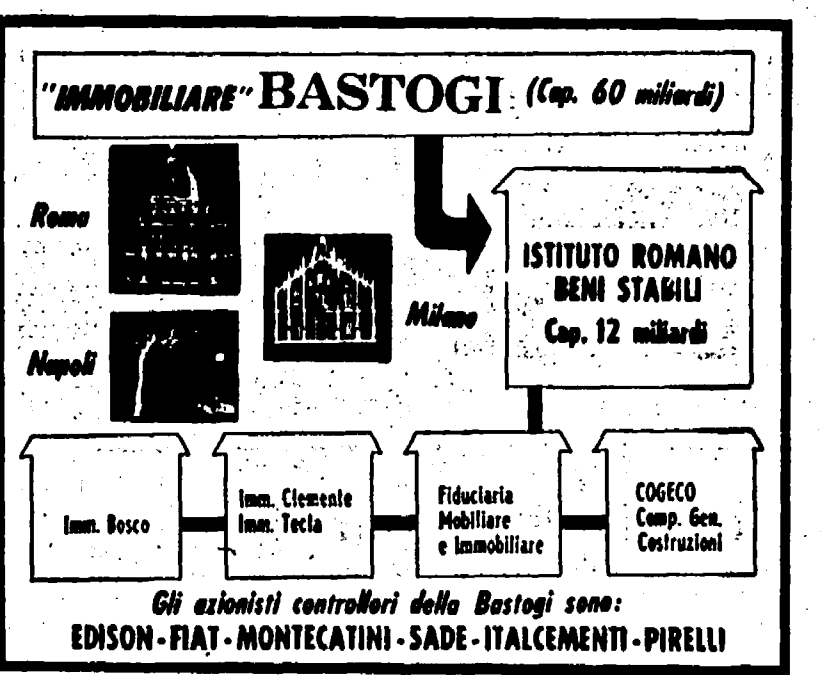 "IMMOBILIARE" BASTOGI (Cap. 60 miliardi)
Roma
Milano
Napoli
ISTITUTO ROMANO
BENI STABILI
Cap. 12 miliardi
Imm. Bosco
Imm. Clemente
Imm. Tecla
Fiduciaria
Mobiliare
e Immobiliare
COGECO
Comp. Gen.
Costruzioni
Gli azionisti controllori della Bastogi sono:
EDISON - FIAT - MONTECATINI - SADE - ITALCEMENTI - PIRELLI